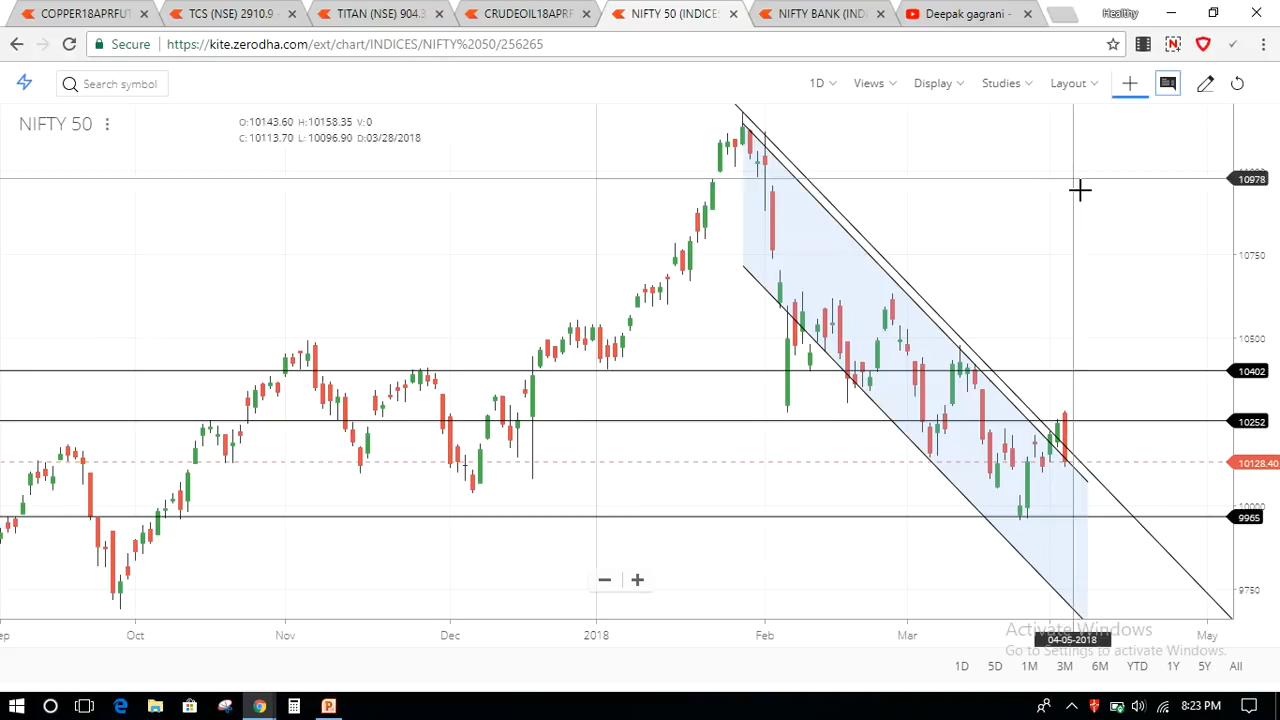 COPPER18APRFUT
TCS (NSE) 2910.9
TITAN (NSE) 904.3
CRUDEOIL18APRF
NIFTY 50 (INDICES
NIFTY BANK (IND
Deepak gagrani -
Healthy
Secure
https://kite.zerodha.com/ext/chart/INDICES/NIFTY%2050/256265
Search symbol
1D
Views
Display
Studies
Layout
NIFTY 50
O:10143.60 H:10158.35 V:0
C:10113.70 L:10096.90 D:03/28/2018
10978
10750
10500
10402
10252
10128.40
10000
9965
9750
Oct
Nov
Dec
2018
Feb
Mar
May
04-05-2018
Activate Windows
Go to Settings to activate Windows.
1D 5D 1M 3M 6M YTD 1Y 5Y All
8:23 PM